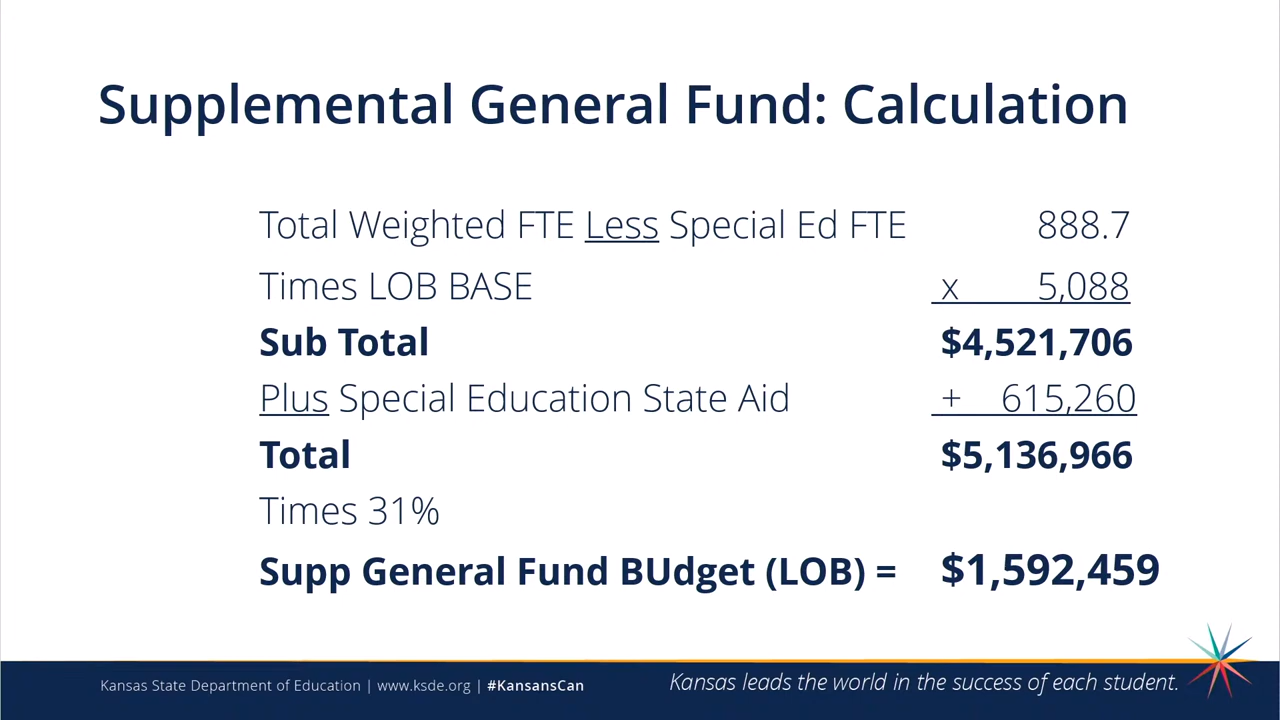 Supplemental General Fund: Calculation
Total Weighted FTE Less Special Ed FTE 888.7
Times LOB BASE x 5,088
Sub Total $4,521,706
Plus Special Education State Aid + 615,260
Total $5,136,966
Times 31%
Supp General Fund BUdget (LOB) = $1,592,459
Kansas State Department of Education | www.ksde.org | #KansansCan
Kansas leads the world in the success of each student.